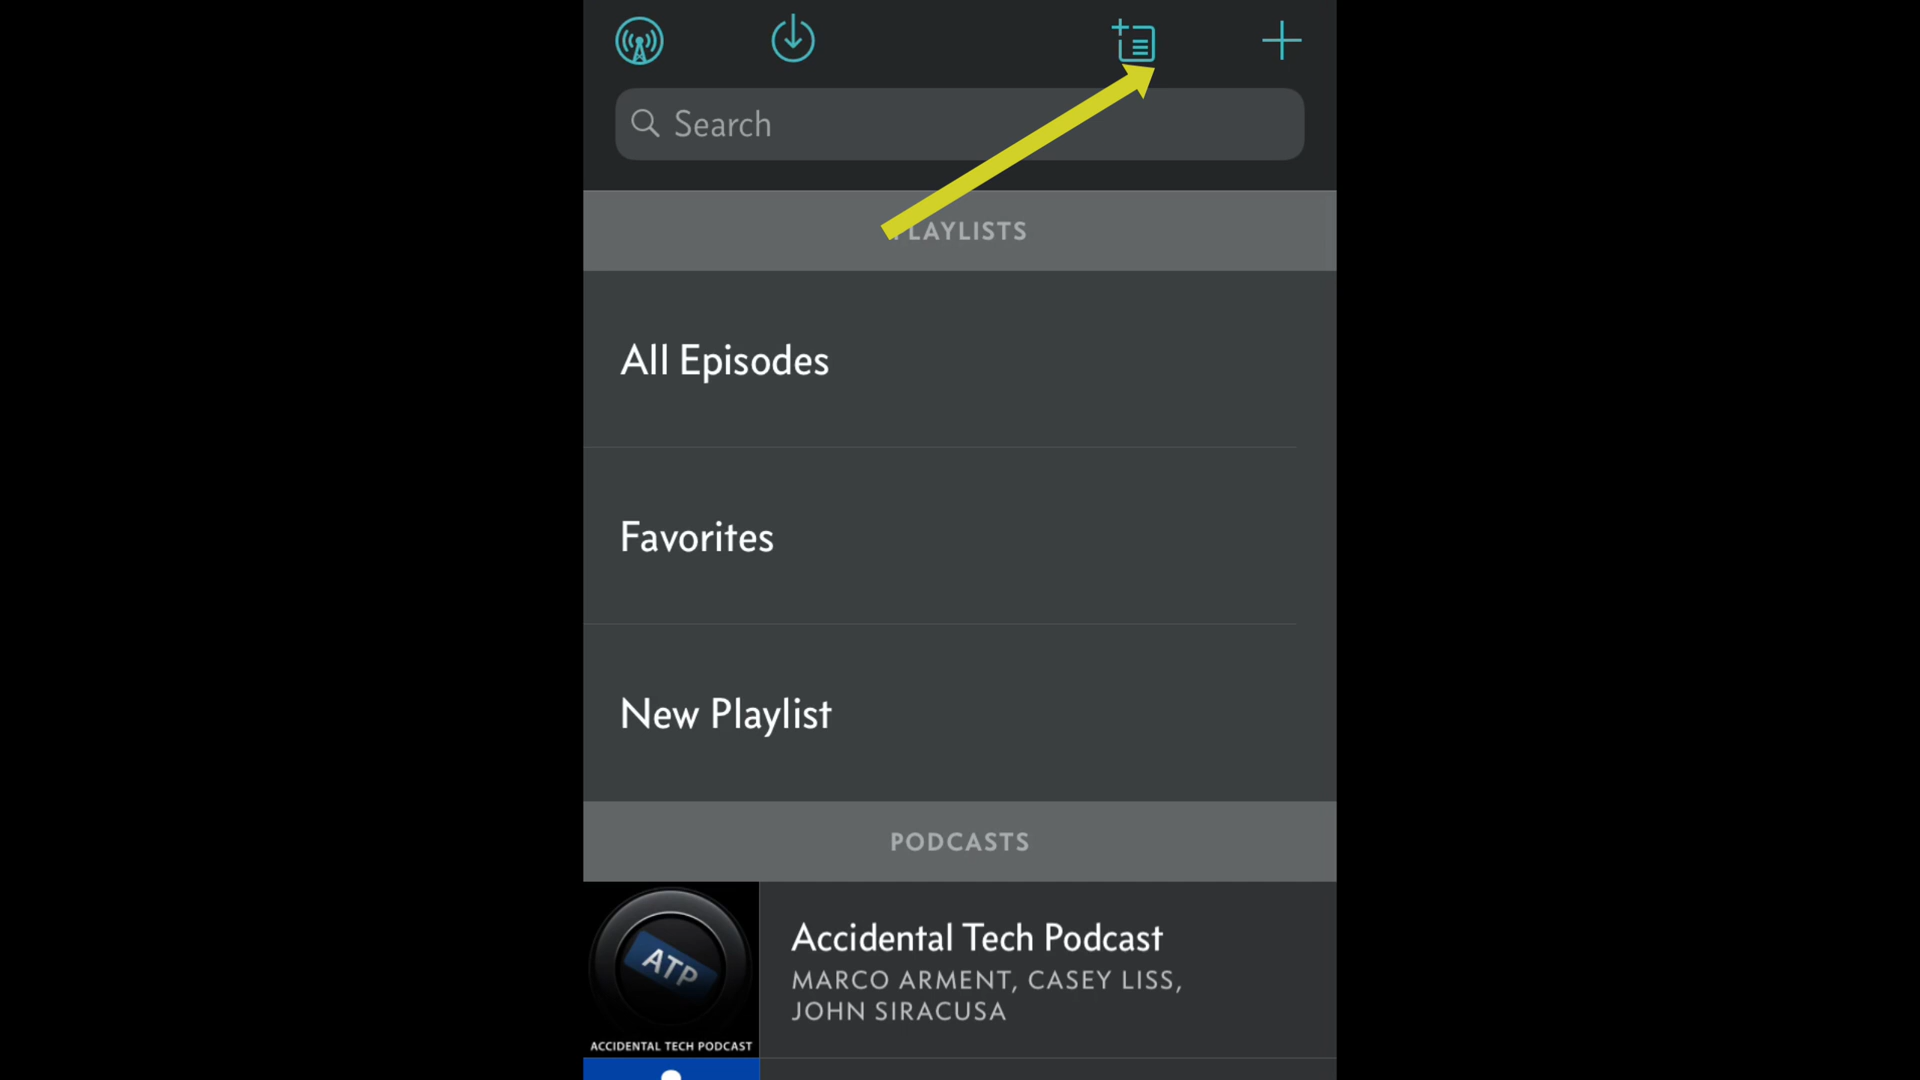 Search
PLAYLISTS
All Episodes
Favorites
New Playlist
PODCASTS
ATP
ACCIDENTAL TECH PODCAST
Accidental Tech Podcast
MARCO ARMENT, CASEY LISS,
JOHN SIRACUSA